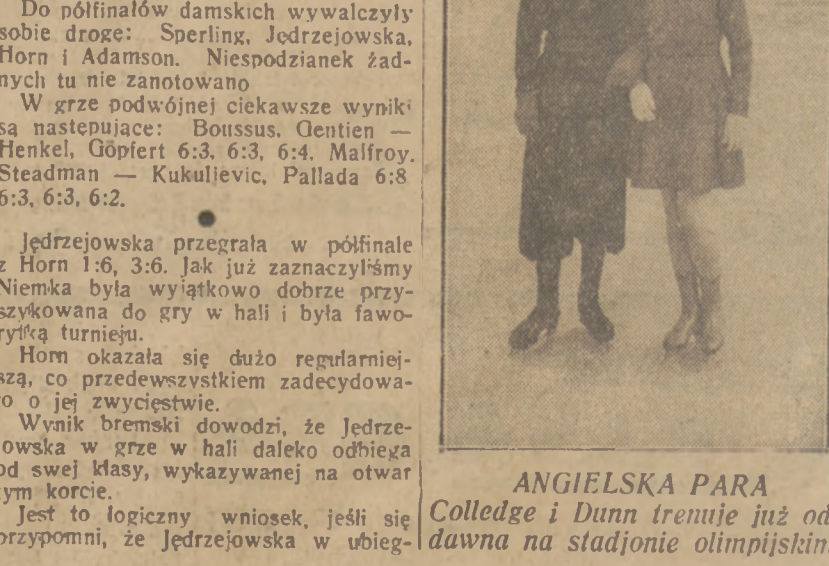 Do półfinałów damskich wywalczyły
sobie drogę: Sperling, Jędrzejowska,
Horn i Adamson. Niespodzianek żad-
nych tu nie zanotowano
W grze podwójnej ciekawsze wyniki
są następujące: Boussus, Gentien —
Henkel, Göpfert 6:3, 6:3, 6:4. Malfroy.
Steadman — Kukuljevic, Pallada 6:8
6:3, 6:3, 6:2.
Jędrzejowska przegrała w półfinale
z Horn 1:6, 3:6. Jak już zaznaczyliśmy
Niemka była wyjątkowo dobrze przy-
szykowana do gry w hali i była fawo-
rytką turnieju.
Horn okazała się dużo regularniej-
szą, co przedewszystkiem zadecydowa-
ło o jej zwycięstwie.
Wynik bremski dowodzi, że Jędrze-
jowska w grze w hali daleko odbiega
od swej klasy, wykazywanej na otwar
tym korcie.
Jest to logiczny wniosek, jeśli się
przypomni, że Jędrzejowska w ubieg-
ANGIELSKA PARA
Colledge i Dunn trenuje już od
dawna na stadjonie olimpijskim